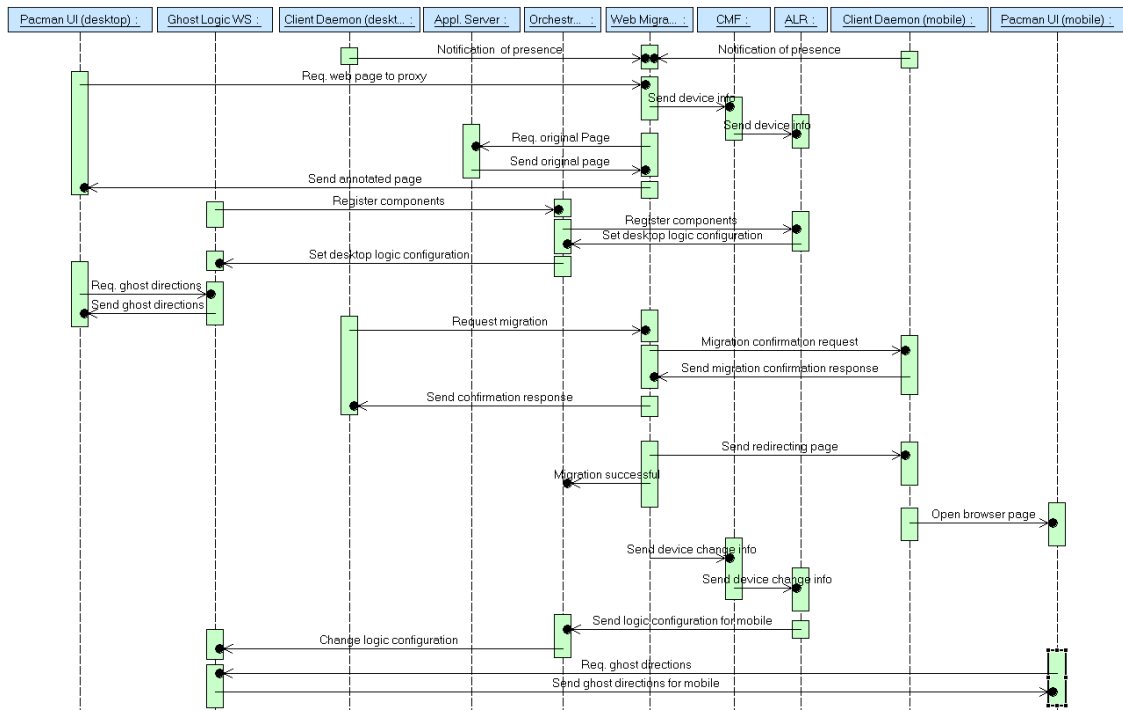 Pacman UI (desktop) :
Ghost Logic WS :
Client Daemon (deskt... :
Appl. Server :
Orchestr... :
Web Migra... :
CMF :
ALR :
Client Daemon (mobile) :
Pacman UI (mobile) :
Notification of presence
Notification of presence
Req. web page to proxy
Send device info
Send device info
Req. original Page
Send original page
Send annotated page
Register components
Register components
Set desktop logic configuration
Set desktop logic configuration
Req. ghost directions
Send ghost directions
Request migration
Migration confirmation request
Send migration confirmation response
Send confirmation response
Send redirecting page
Migration successful
Open browser page
Send device change info
Send device change info
Send logic configuration for mobile
Change logic configuration
Req. ghost directions
Send ghost directions for mobile